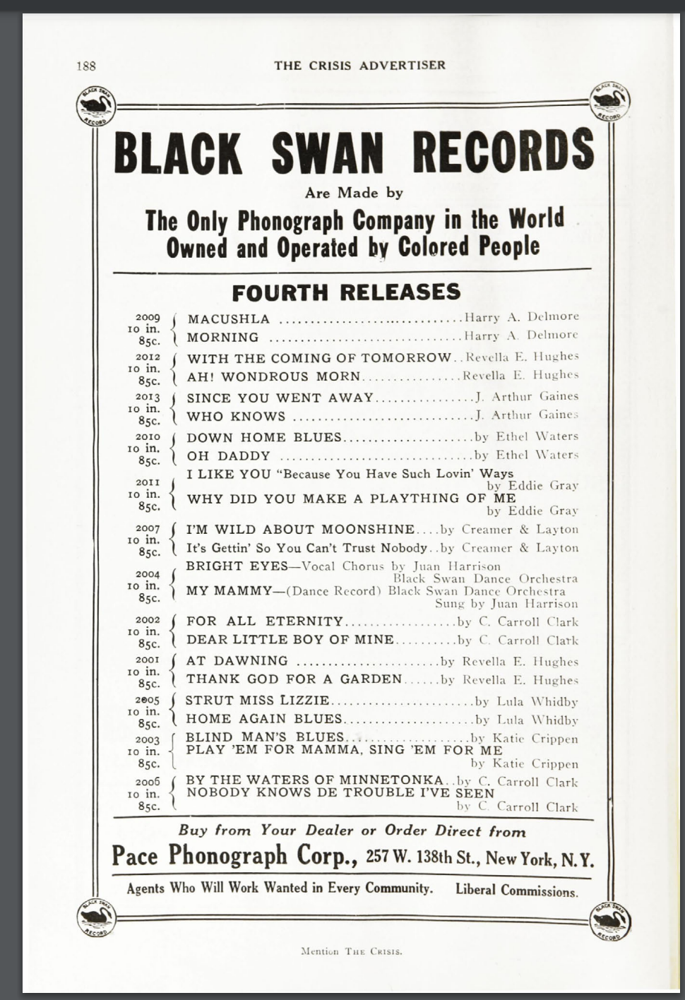 188
THE CRISIS ADVERTISER
BLACK SWAN
RECORD
BLACK SWAN
RECORD
BLACK SWAN RECORDS
Are Made by
The Only Phonograph Company in the World
Owned and Operated by Colored People
FOURTH RELEASES
2009
10 in.
85c.
MACUSHLA ................................Harry A. Delmore
MORNING ................................Harry A. Delmore
2012
10 in.
85c.
WITH THE COMING OF TOMORROW..Revella E. Hughes
AH! WONDROUS MORN................Revella E. Hughes
2013
10 in.
85c.
SINCE YOU WENT AWAY................J. Arthur Gaines
WHO KNOWS ............................J. Arthur Gaines
2010
10 in.
85c.
DOWN HOME BLUES.....................by Ethel Waters
OH DADDY ...............................by Ethel Waters
2011
10 in.
85c.
I LIKE YOU “Because You Have Such Lovin' Ways
by Eddie Gray
WHY DID YOU MAKE A PLAYTHING OF ME
by Eddie Gray
2007
10 in.
85c.
I'M WILD ABOUT MOONSHINE....by Creamer & Layton
It's Gettin' So You Can't Trust Nobody..by Creamer & Layton
2004
10 in.
85c.
BRIGHT EYES—Vocal Chorus by Juan Harrison
Black Swan Dance Orchestra
MY MAMMY—(Dance Record) Black Swan Dance Orchestra
Sung by Juan Harrison
2002
10 in.
85c.
FOR ALL ETERNITY..................by C. Carroll Clark
DEAR LITTLE BOY OF MINE..........by C. Carroll Clark
2001
10 in.
85c.
AT DAWNING .......................by Revella E. Hughes
THANK GOD FOR A GARDEN......by Revella E. Hughes
2005
10 in.
85c.
STRUT MISS LIZZIE.......................by Lula Whidby
HOME AGAIN BLUES.....................by Lula Whidby
2003
10 in.
85c.
BLIND MAN'S BLUES....................by Katie Crippen
PLAY 'EM FOR MAMMA, SING 'EM FOR ME
by Katie Crippen
2006
10 in.
85c.
BY THE WATERS OF MINNETONKA..by C. Carroll Clark
NOBODY KNOWS DE TROUBLE I'VE SEEN
by C. Carroll Clark
Buy from Your Dealer or Order Direct from
Pace Phonograph Corp., 257 W. 138th St., New York, N.Y.
Agents Who Will Work Wanted in Every Community. Liberal Commissions.
BLACK SWAN
RECORD
BLACK SWAN
RECORD
Mention THE CRISIS.